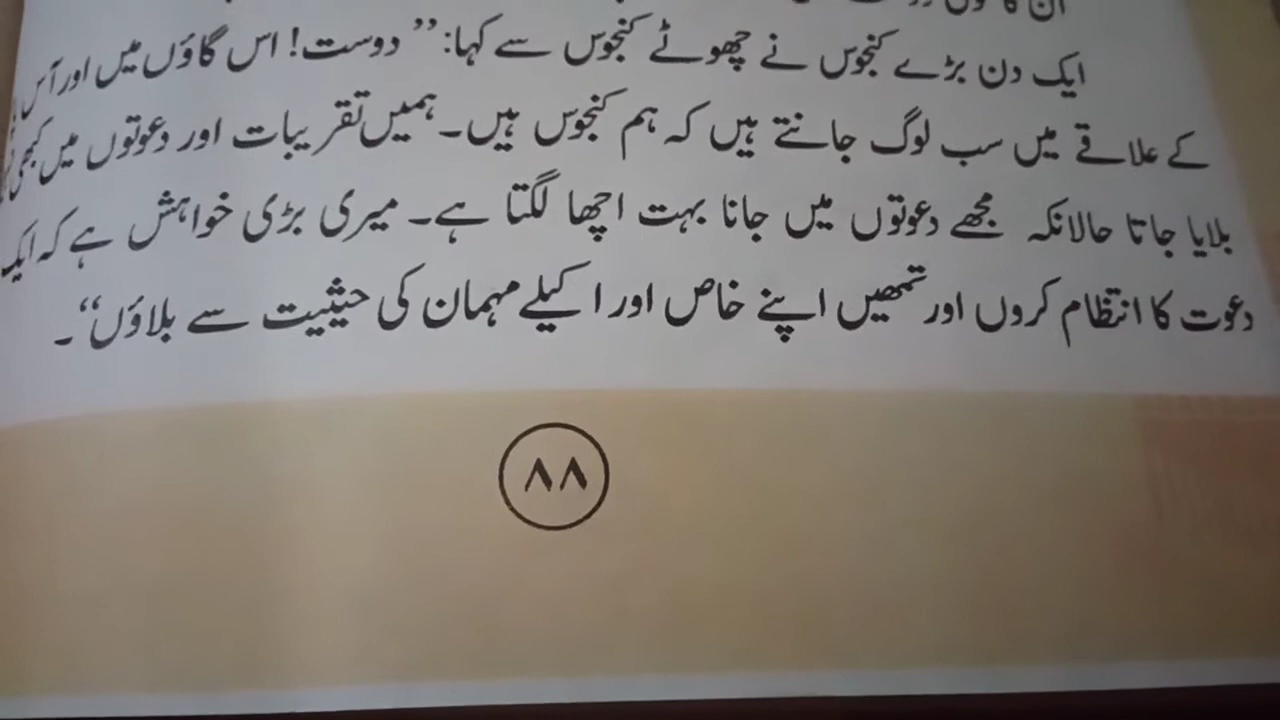 ایک دن بڑے کنجوس نے چھوٹے کنجوس سے کہا: ”دوست! اس گاؤں میں اور آس
کے علاقے میں سب لوگ جانتے ہیں کہ ہم کنجوس ہیں۔ ہمیں تقریبات اور دعوتوں میں کبھی
بلایا جاتا حالانکہ مجھے دعوتوں میں جانا بہت اچھا لگتا ہے۔ میری بڑی خواہش ہے کہ ایک
دعوت کا انتظام کروں اور تمھیں اپنے خاص اور اکیلے مہمان کی حیثیت سے بلاؤں“۔
۸۸